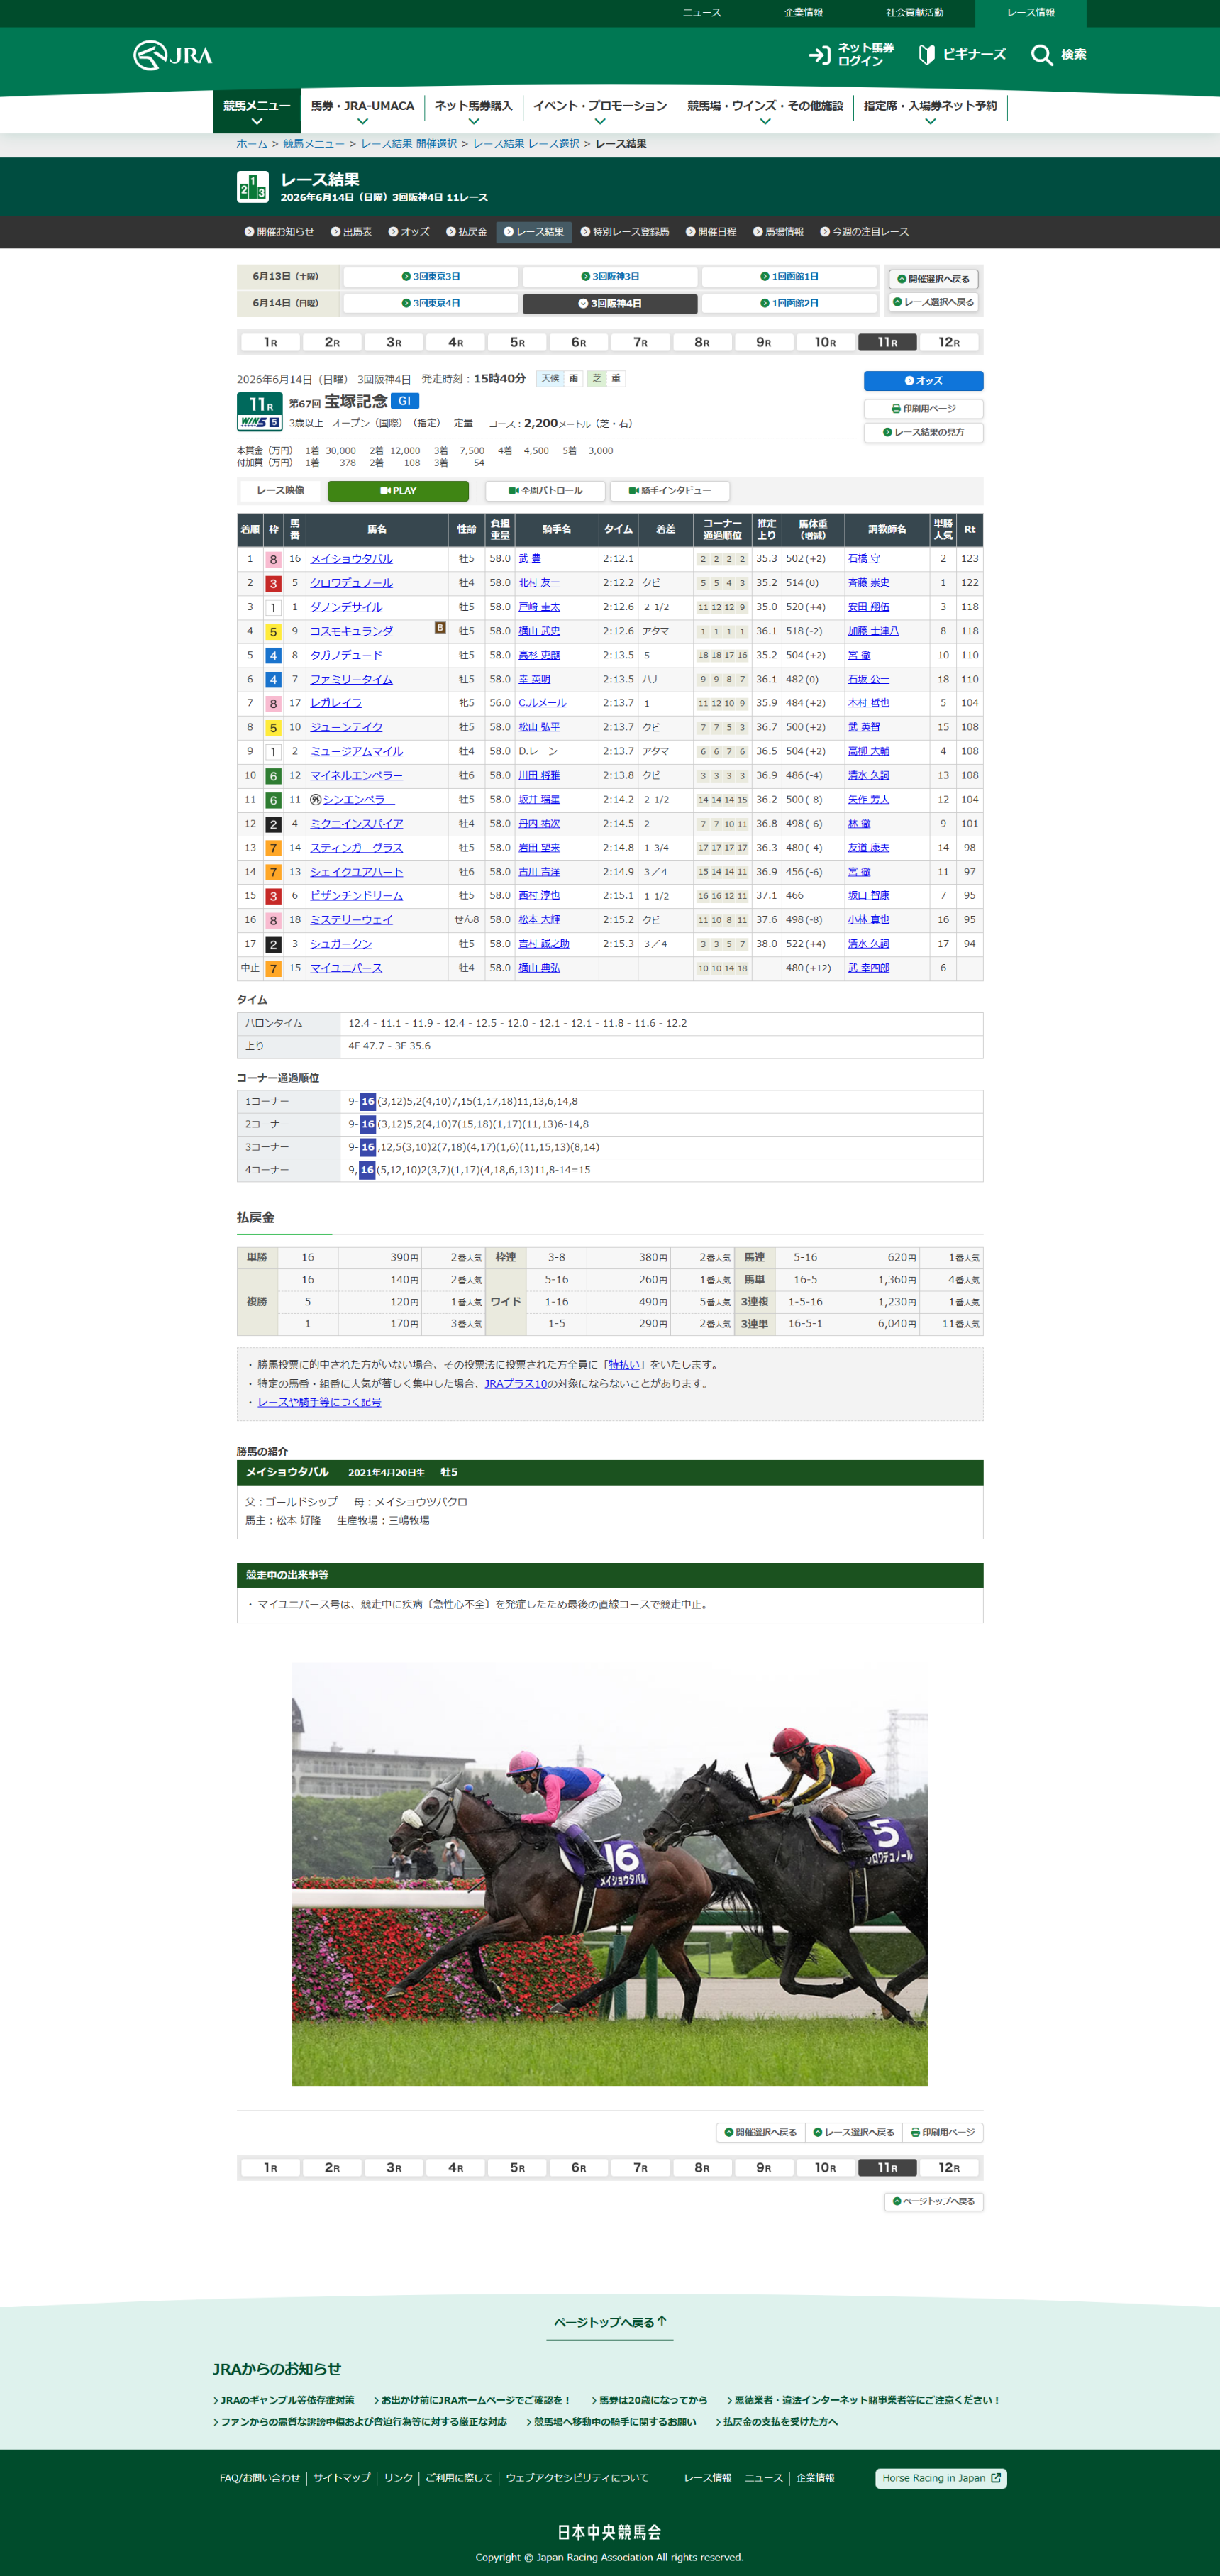 ニュース 企業情報 社会貢献活動 レース情報
JRA ネット馬券 ログイン ビギナーズ 検索
競馬メニュー 馬券・JRA-UMACA ネット馬券購入 イベント・プロモーション 競馬場・ウインズ・その他施設 指定席・入場券ネット予約
ホーム > 競馬メニュー > レース結果 開催選択 > レース結果 レース選択 > レース結果
レース結果
2026年6月14日（日曜）3回阪神4日 11レース
開催お知らせ 出馬表 オッズ 払戻金 レース結果 特別レース登録馬 開催日程 馬場情報 今週の注目レース
6月13日（土曜） 3回東京3日 3回阪神3日 1回函館1日 開催選択へ戻る
6月14日（日曜） 3回東京4日 3回阪神4日 1回函館2日 レース選択へ戻る
1R 2R 3R 4R 5R 6R 7R 8R 9R 10R 11R 12R
2026年6月14日（日曜） 3回阪神4日 発走時刻：15時40分 天候 雨 芝 重 オッズ
11R WIN5 5 第67回 宝塚記念 GI 印刷用ページ
3歳以上 オープン（国際）（指定） 定量 コース：2,200メートル（芝・右） レース結果の見方
本賞金（万円） 1着 30,000 2着 12,000 3着 7,500 4着 4,500 5着 3,000
付加賞（万円） 1着 378 2着 108 3着 54
レース映像 PLAY 全周パトロール 騎手インタビュー
着順 枠 馬番 馬名 性齢 負担重量 騎手名 タイム 着差 コーナー通過順位 推定上り 馬体重（増減） 調教師名 単勝人気 Rt
1 8 16 メイショウタバル 牡5 58.0 武 豊 2:12.1 2 2 2 2 35.3 502(+2) 石橋 守 2 123
2 3 5 クロワデュノール 牡4 58.0 北村 友一 2:12.2 クビ 5 5 4 3 35.2 514(0) 斉藤 崇史 1 122
3 1 1 ダノンデサイル 牡5 58.0 戸崎 圭太 2:12.6 2 1/2 11 12 12 9 35.0 520(+4) 安田 翔伍 3 118
4 5 9 コスモキュランダ B 牡5 58.0 横山 武史 2:12.6 アタマ 1 1 1 1 36.1 518(-2) 加藤 士津八 8 118
5 4 8 タガノデュード 牡5 58.0 高杉 吏麒 2:13.5 5 18 18 17 16 35.2 504(+2) 宮 徹 10 110
6 4 7 ファミリータイム 牡5 58.0 幸 英明 2:13.5 ハナ 9 9 8 7 36.1 482(0) 石坂 公一 18 110
7 8 17 レガレイラ 牝5 56.0 C.ルメール 2:13.7 1 11 12 10 9 35.9 484(+2) 木村 哲也 5 104
8 5 10 ジューンテイク 牡5 58.0 松山 弘平 2:13.7 クビ 7 7 5 3 36.7 500(+2) 武 英智 15 108
9 1 2 ミュージアムマイル 牡4 58.0 D.レーン 2:13.7 アタマ 6 6 7 6 36.5 504(+2) 高柳 大輔 4 108
10 6 12 マイネルエンペラー 牡6 58.0 川田 将雅 2:13.8 クビ 3 3 3 3 36.9 486(-4) 清水 久詞 13 108
11 6 11 外 シンエンペラー 牡5 58.0 坂井 瑠星 2:14.2 2 1/2 14 14 14 15 36.2 500(-8) 矢作 芳人 12 104
12 2 4 ミクニインスパイア 牡4 58.0 丹内 祐次 2:14.5 2 7 7 10 11 36.8 498(-6) 林 徹 9 101
13 7 14 スティンガーグラス 牡5 58.0 岩田 望来 2:14.8 1 3/4 17 17 17 17 36.3 480(-4) 友道 康夫 14 98
14 7 13 シェイクユアハート 牡6 58.0 古川 吉洋 2:14.9 3／4 15 14 14 11 36.9 456(-6) 宮 徹 11 97
15 3 6 ビザンチンドリーム 牡5 58.0 西村 淳也 2:15.1 1 1/2 16 16 12 11 37.1 466 坂口 智康 7 95
16 8 18 ミステリーウェイ せん8 58.0 松本 大輝 2:15.2 クビ 11 10 8 11 37.6 498(-8) 小林 真也 16 95
17 2 3 シュガークン 牡5 58.0 吉村 誠之助 2:15.3 3／4 3 3 5 7 38.0 522(+4) 清水 久詞 17 94
中止 7 15 マイユニバース 牡4 58.0 横山 典弘 10 10 14 18 480(+12) 武 幸四郎 6
タイム
ハロンタイム 12.4 - 11.1 - 11.9 - 12.4 - 12.5 - 12.0 - 12.1 - 12.1 - 11.8 - 11.6 - 12.2
上り 4F 47.7 - 3F 35.6
コーナー通過順位
1コーナー 9-16(3,12)5,2(4,10)7,15(1,17,18)11,13,6,14,8
2コーナー 9-16(3,12)5,2(4,10)7(15,18)(1,17)(11,13)6-14,8
3コーナー 9-16,12,5(3,10)2(7,18)(4,17)(1,6)(11,15,13)(8,14)
4コーナー 9,16(5,12,10)2(3,7)(1,17)(4,18,6,13)11,8-14=15
払戻金
単勝 16 390円 2番人気 枠連 3-8 380円 2番人気 馬連 5-16 620円 1番人気
複勝 16 140円 2番人気 ワイド 5-16 260円 1番人気 馬単 16-5 1,360円 4番人気
5 120円 1番人気 1-16 490円 5番人気 3連複 1-5-16 1,230円 1番人気
1 170円 3番人気 1-5 290円 2番人気 3連単 16-5-1 6,040円 11番人気
・勝馬投票に的中された方がいない場合、その投票法に投票された方全員に「特払い」をいたします。
・特定の馬番・組番に人気が著しく集中した場合、JRAプラス10の対象にならないことがあります。
・レースや騎手等につく記号
勝馬の紹介
メイショウタバル 2021年4月20日生 牡5
父：ゴールドシップ 母：メイショウツバクロ
馬主：松本 好隆 生産牧場：三嶋牧場
競走中の出来事等
・マイユニバース号は、競走中に疾病〔急性心不全〕を発症したため最後の直線コースで競走中止。
16
メイショウタバル
5
クロワデュノール
開催選択へ戻る レース選択へ戻る 印刷用ページ
1R 2R 3R 4R 5R 6R 7R 8R 9R 10R 11R 12R
ページトップへ戻る
ページトップへ戻る
JRAからのお知らせ
JRAのギャンブル等依存症対策 お出かけ前にJRAホームページでご確認を！ 馬券は20歳になってから 悪徳業者・違法インターネット賭事業者等にご注意ください！
ファンからの悪質な誹謗中傷および脅迫行為等に対する厳正な対応 競馬場へ移動中の騎手に関するお願い 払戻金の支払を受けた方へ
FAQ/お問い合わせ サイトマップ リンク ご利用に際して ウェブアクセシビリティについて レース情報 ニュース 企業情報 Horse Racing in Japan
日本中央競馬会
Copyright © Japan Racing Association All rights reserved.